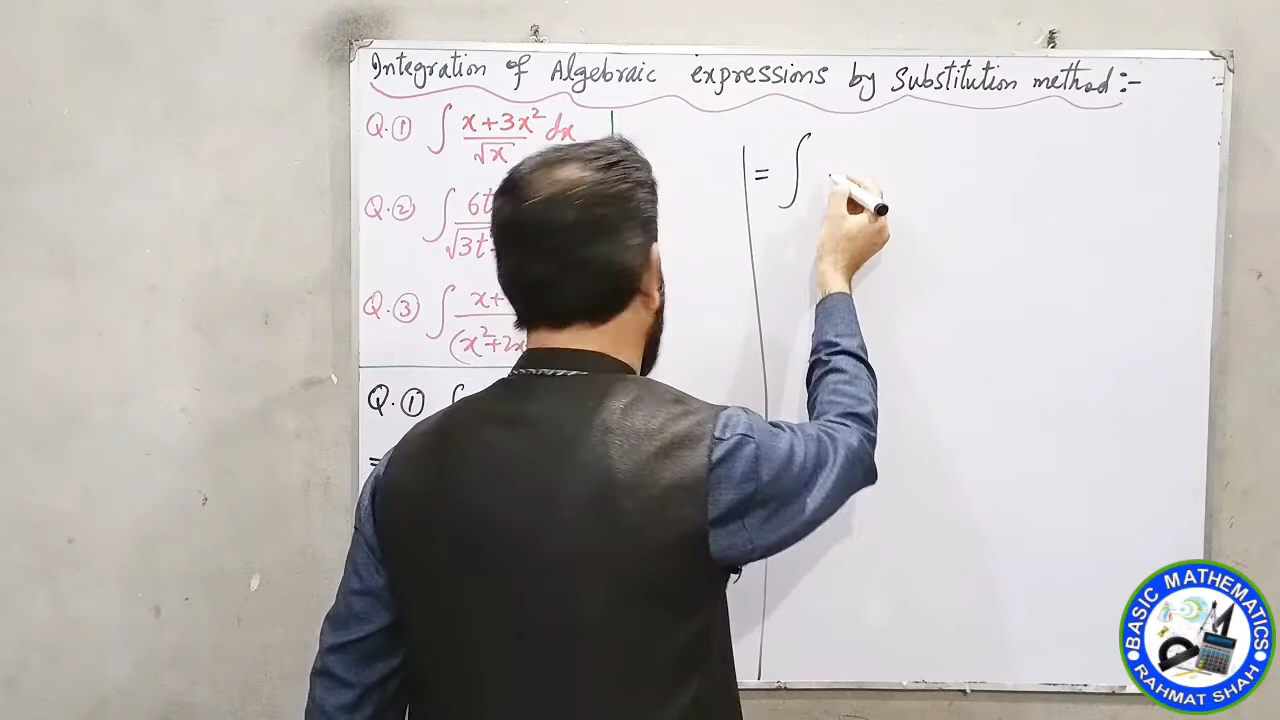 Integration of Algebraic expressions by Substitution method:-
Q.① ∫ x+3x² / √x dx
Q.② ∫ 6t / √3t
Q.③ ∫ x+ / (x²+2x
Q.① ∫
=
= ∫
BASIC MATHEMATICS
RAHMAT SHAH